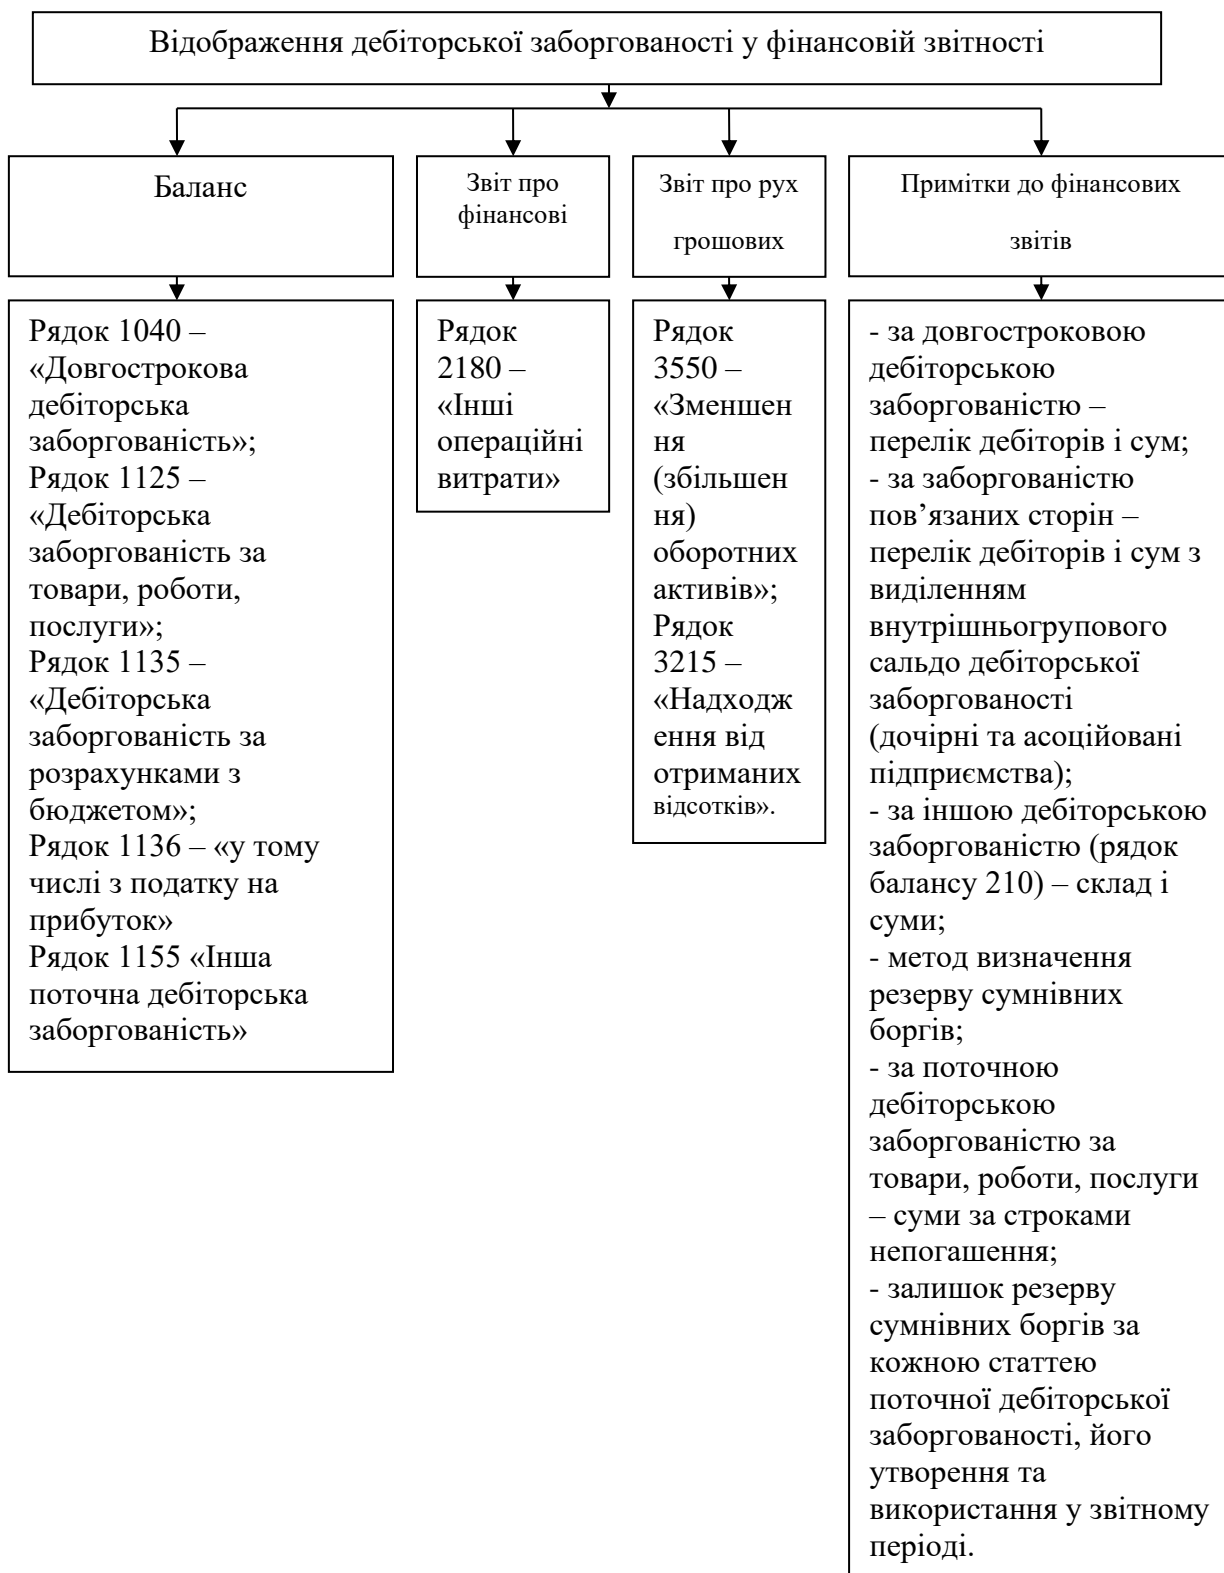 Відображення дебіторської заборгованості у фінансовій звітності
Баланс
Звіт про
фінансові
Звіт про рух
грошових
Примітки до фінансових
звітів
Рядок 1040 –
«Довгострокова
дебіторська
заборгованість»;
Рядок 1125 –
«Дебіторська
заборгованість за
товари, роботи,
послуги»;
Рядок 1135 –
«Дебіторська
заборгованість за
розрахунками з
бюджетом»;
Рядок 1136 – «у тому
числі з податку на
прибуток»
Рядок 1155 «Інша
поточна дебіторська
заборгованість»
Рядок
2180 –
«Інші
операційні
витрати»
Рядок
3550 –
«Зменшен
ня
(збільшен
ня)
оборотних
активів»;
Рядок
3215 –
«Надходж
ення від
отриманих
відсотків».
- за довгостроковою
дебіторською
заборгованістю –
перелік дебіторів і сум;
- за заборгованістю
пов’язаних сторін –
перелік дебіторів і сум з
виділенням
внутрішньогрупового
сальдо дебіторської
заборгованості
(дочірні та асоційовані
підприємства);
- за іншою дебіторською
заборгованістю (рядок
балансу 210) – склад і
суми;
- метод визначення
резерву сумнівних
боргів;
- за поточною
дебіторською
заборгованістю за
товари, роботи, послуги
– суми за строками
непогашення;
- залишок резерву
сумнівних боргів за
кожною статтею
поточної дебіторської
заборгованості, його
утворення та
використання у звітному
періоді.